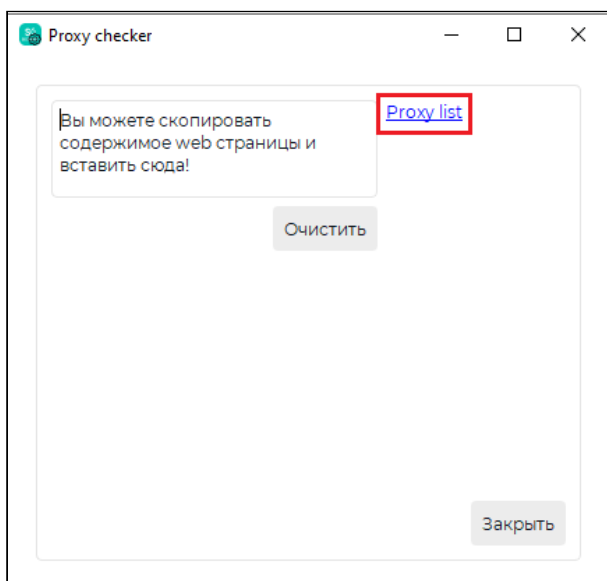 Proxy checker
Вы можете скопировать
содержимое web страницы и
вставить сюда!
Proxy list
Очистить
Закрыть